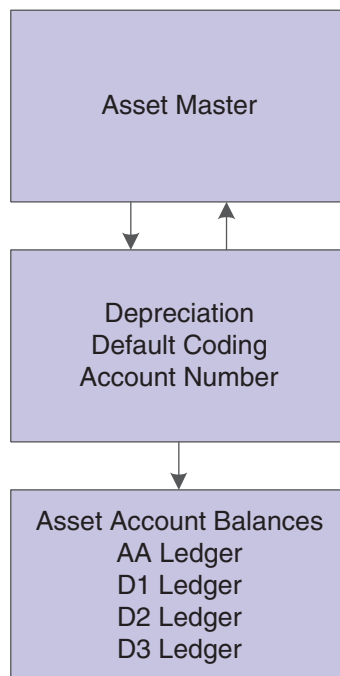 Asset Master
Depreciation
Default Coding
Account Number
Asset Account Balances
AA Ledger
D1 Ledger
D2 Ledger
D3 Ledger